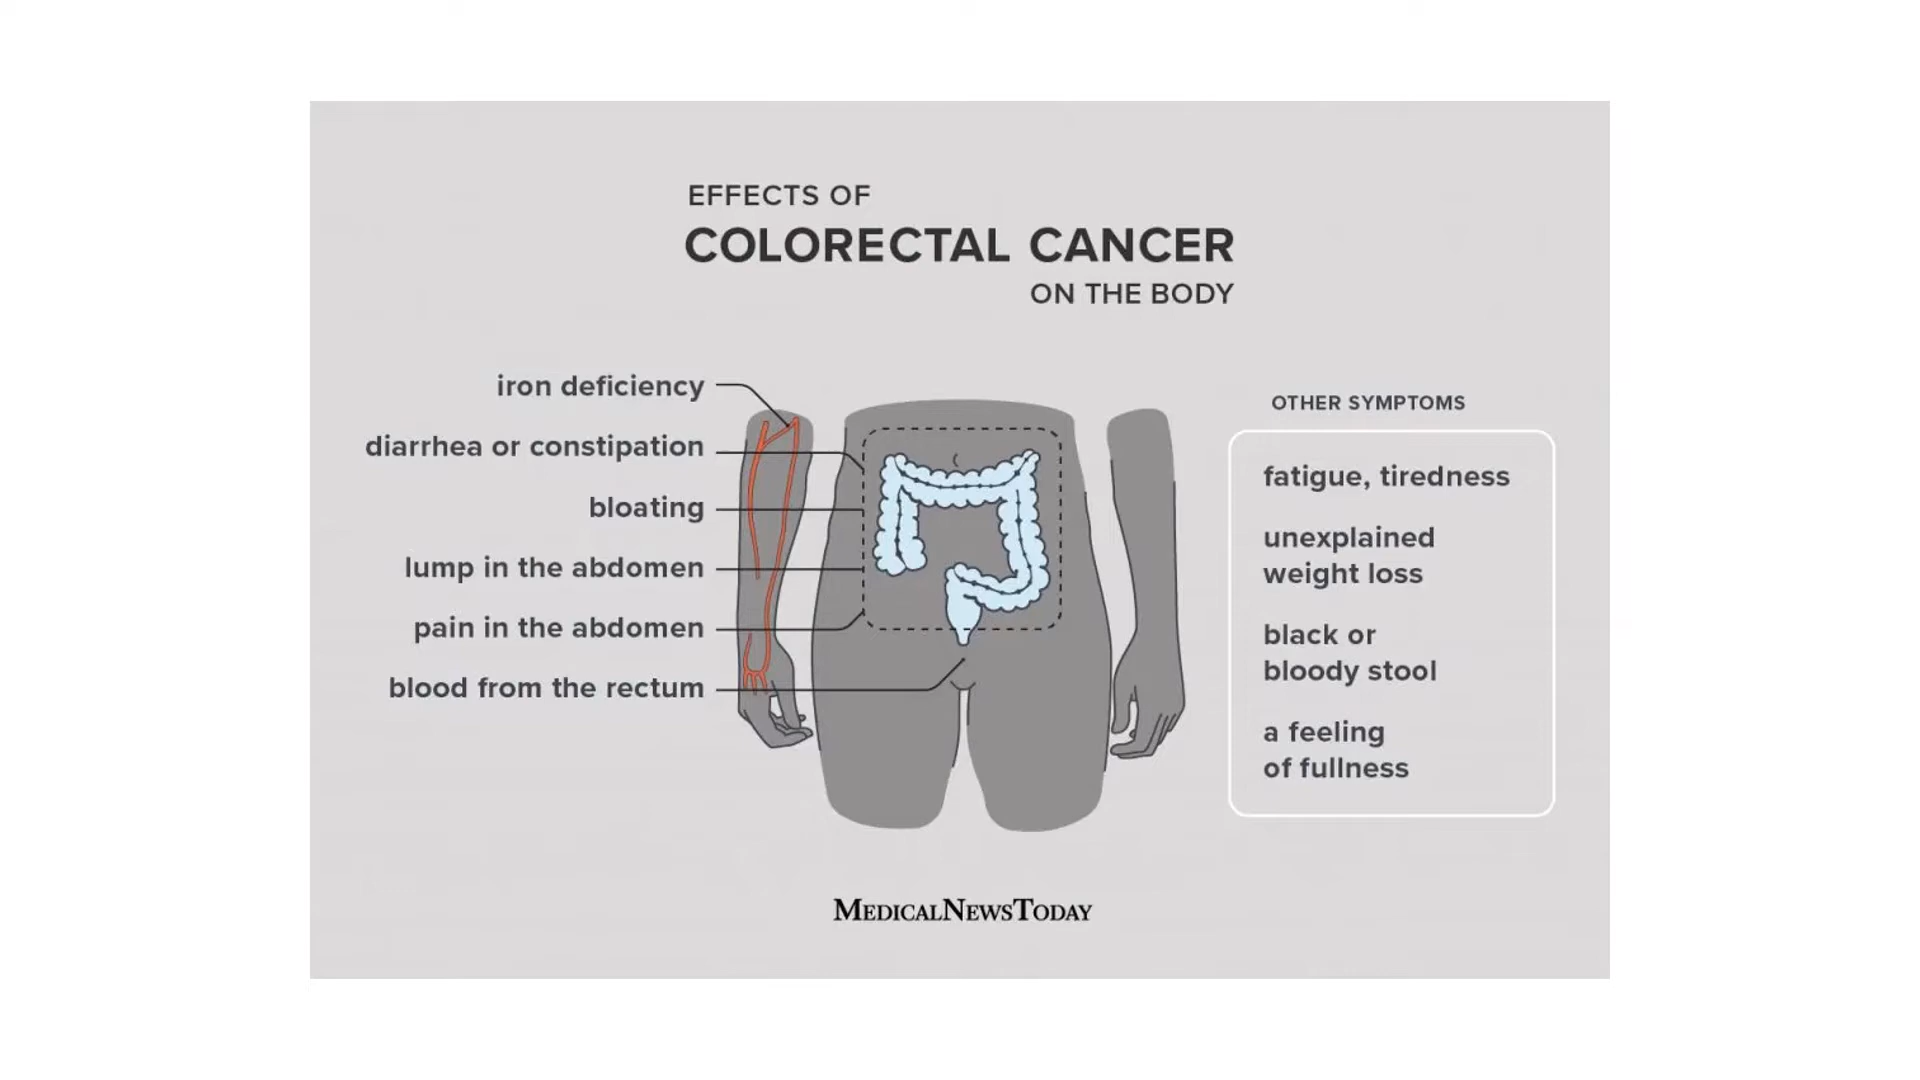 EFFECTS OF
COLORECTAL CANCER
ON THE BODY
iron deficiency
diarrhea or constipation
bloating
lump in the abdomen
pain in the abdomen
blood from the rectum
OTHER SYMPTOMS
fatigue, tiredness
unexplained
weight loss
black or
bloody stool
a feeling
of fullness
MEDICALNEWSTODAY